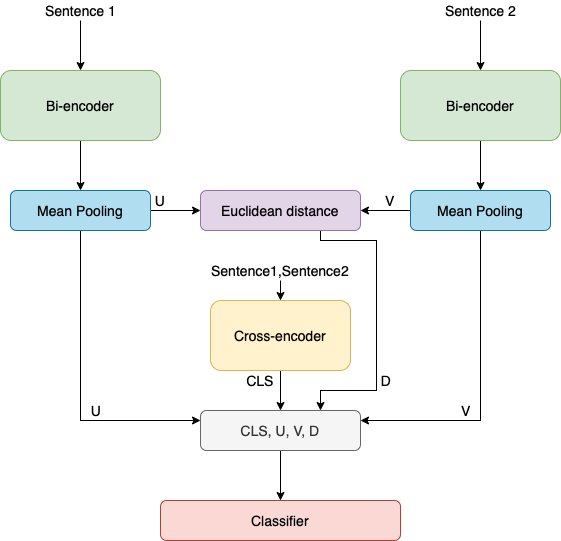 Sentence 1
Sentence 2
Bi-encoder
Bi-encoder
Mean Pooling
U
Euclidean distance
V
Mean Pooling
Sentence1,Sentence2
Cross-encoder
CLS
D
U
V
CLS, U, V, D
Classifier